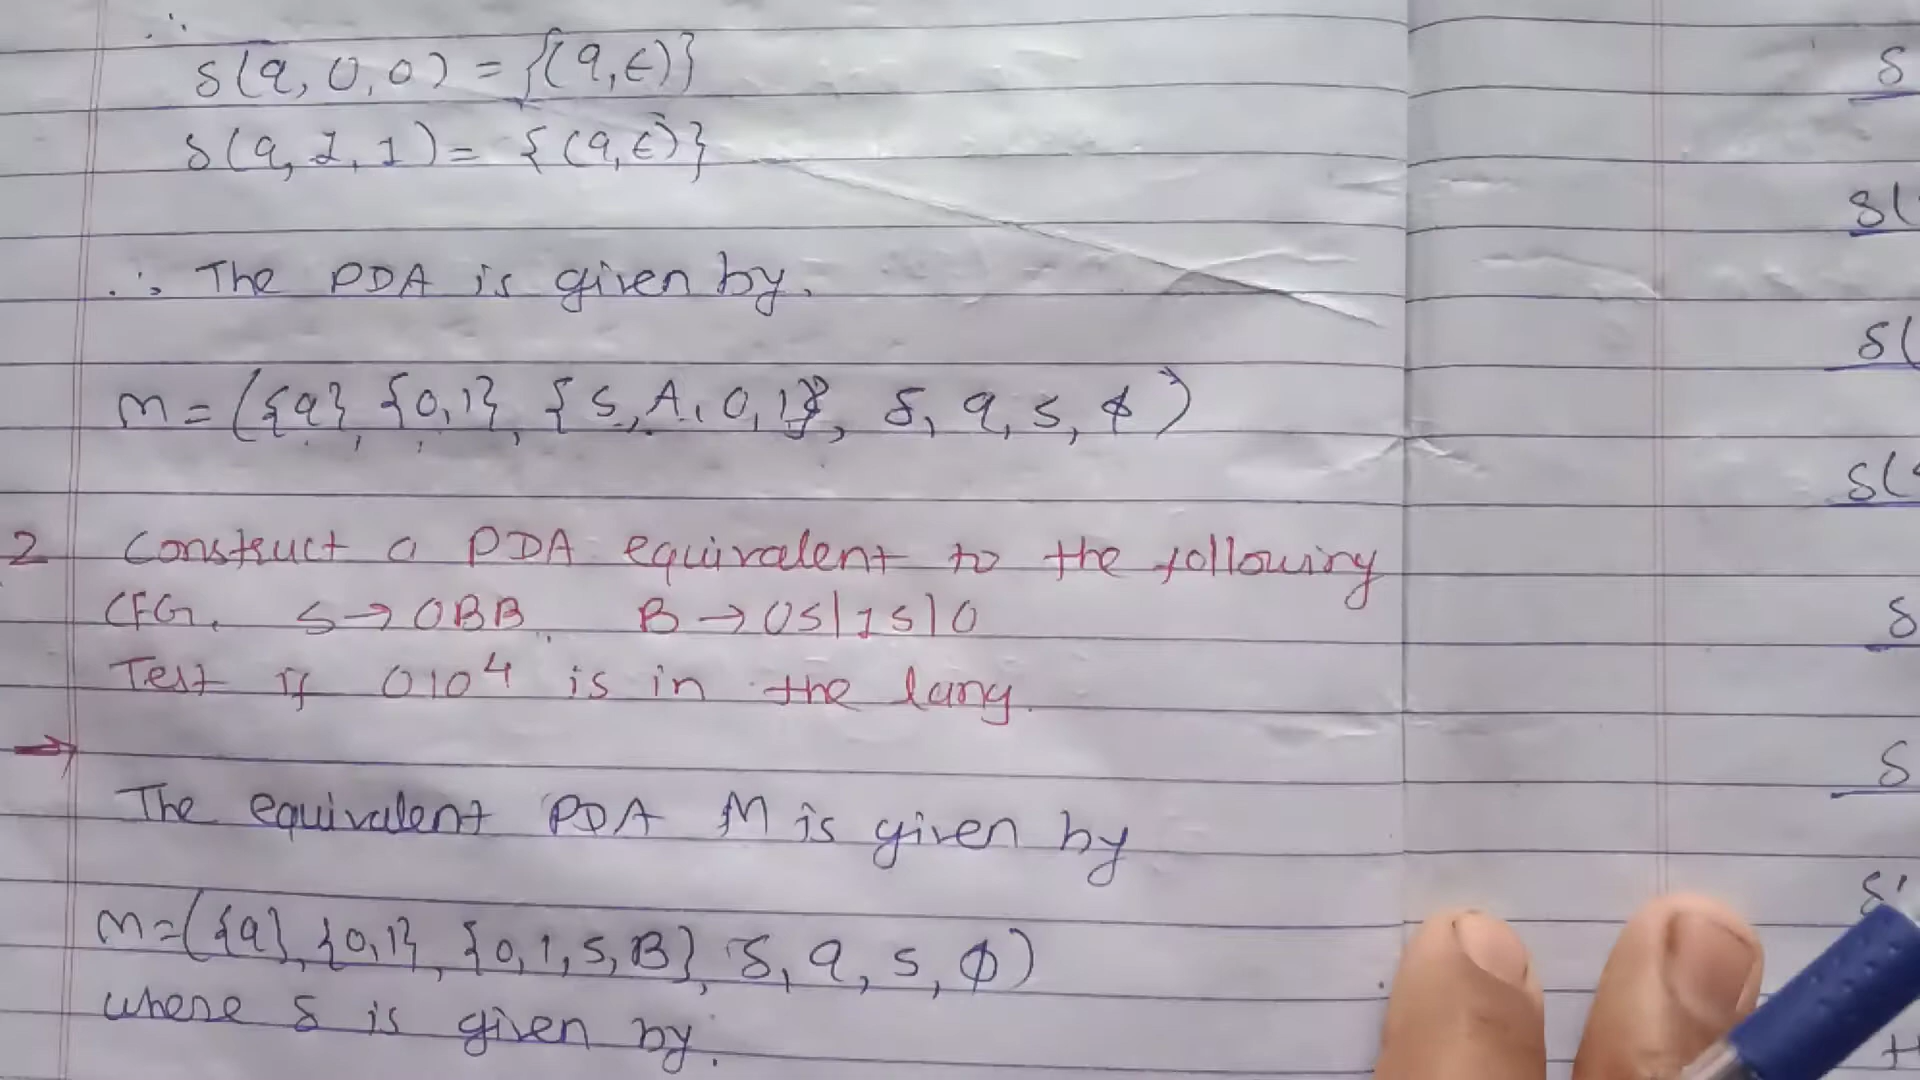 ∴
δ(q, 0, 0) = {(q, ε)}
δ(q, 1, 1) = {(q, ε)}
∴ The PDA is given by.
M = ({q}, {0,1}, {S, A, 0, 1}, δ, q, S, ϕ)
2 Construct a PDA equivalent to the following
CFG. S → 0BB, B → 0S|1S|0
Test if 010⁴ is in the lang.
→
The equivalent PDA M is given by
M = ({q}, {0,1}, {0,1,S,B}, δ, q, S, ϕ)
where δ is given by.
δ
δ(
δ(
δ(
δ
δ
δ